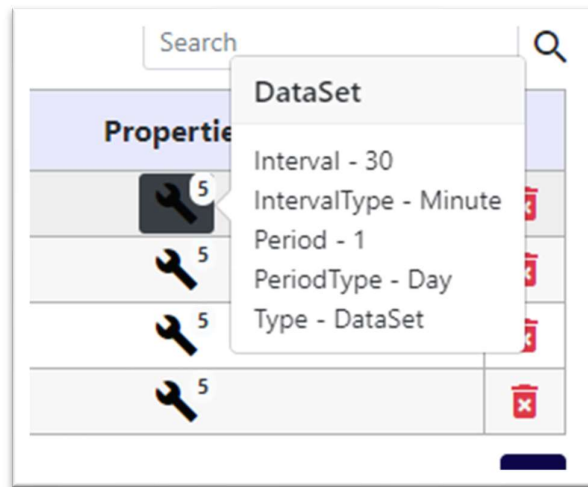 Search
DataSet
Propertie
Interval - 30
5
IntervalType - Minute
Period - 1
5
PeriodType - Day
5
Type - DataSet
5